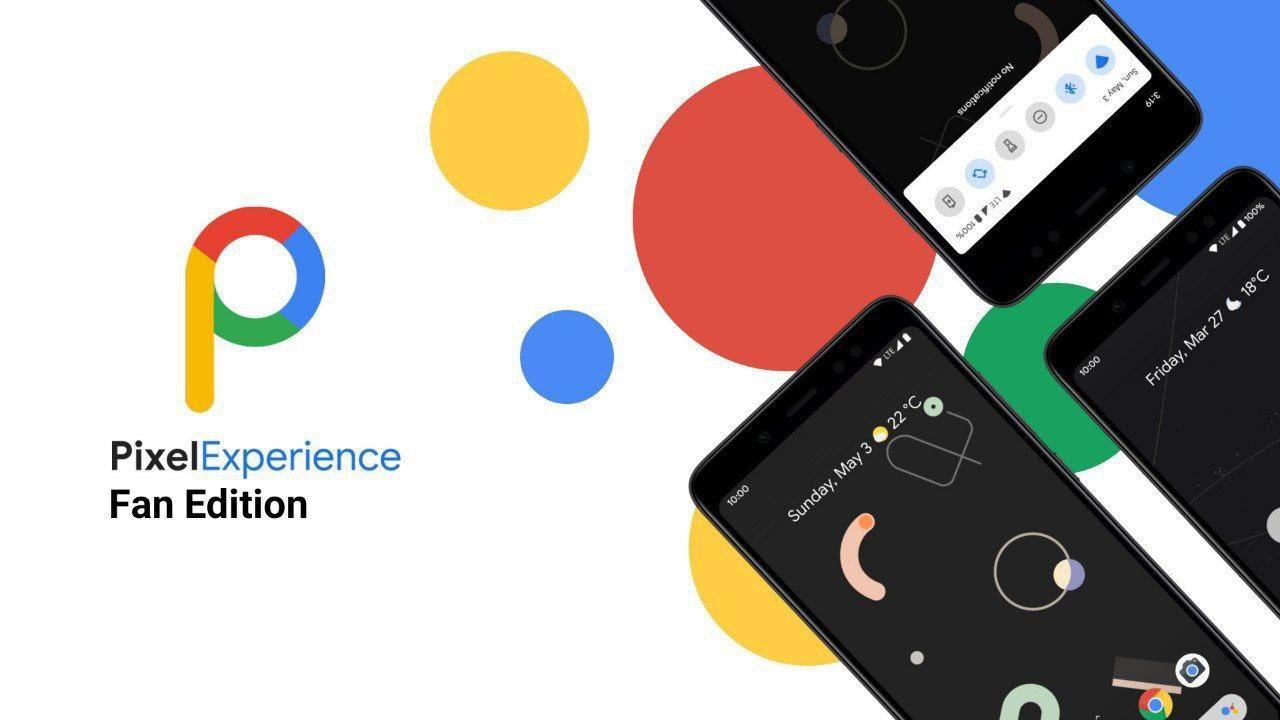 PixelExperience
Fan Edition
No notifications
Sun, May 3
3:19
100%
LTE
10:00
LTE
Sunday, May 3 22 °C
10:00
LTE 100%
Friday, Mar 27 18°C